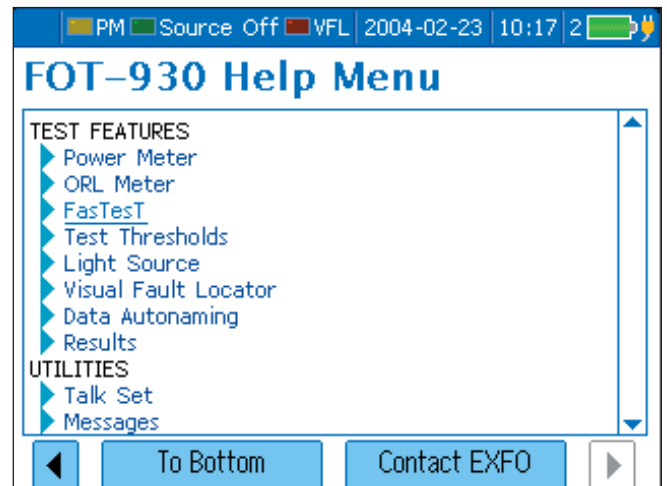 PM Source Off VFL 2004-02-23 10:17 2
FOT-930 Help Menu
TEST FEATURES
Power Meter
ORL Meter
FasTesT
Test Thresholds
Light Source
Visual Fault Locator
Data Autonaming
Results
UTILITIES
Talk Set
Messages
To Bottom Contact EXFO